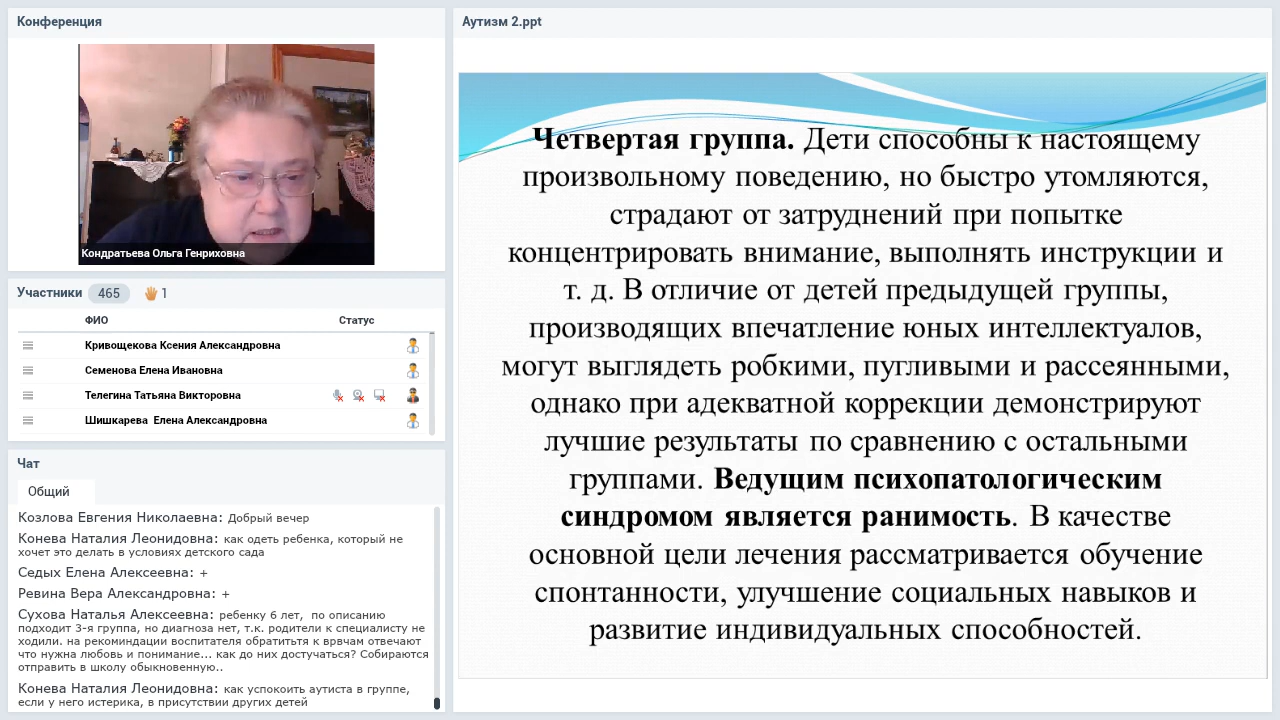 Конференция
Кондратьева Ольга Генриховна
Участники 465 1
ФИО Статус
Кривощекова Ксения Александровна
Семенова Елена Ивановна
Телегина Татьяна Викторовна
Шишкарева Елена Александровна
Чат
Общий
Козлова Евгения Николаевна: Добрый вечер
Конева Наталия Леонидовна: как одеть ребенка, который не
хочет это делать в условиях детского сада
Седых Елена Алексеевна: +
Ревина Вера Александровна: +
Сухова Наталья Алексеевна: ребенку 6 лет, по описанию
подходит 3-я группа, но диагноза нет, т.к. родители к специалисту не
ходили. на рекоминдации воспитателя обратитьтя к врвчам отвечают
что нужна любовь и понимание... как до них достучаться? Собираются
отправить в школу обыкновенную..
Конева Наталия Леонидовна: как успокоить аутиста в группе,
если у него истерика, в присутствии других детей
Аутизм 2.ppt
Четвертая группа. Дети способны к настоящему
произвольному поведению, но быстро утомляются,
страдают от затруднений при попытке
концентрировать внимание, выполнять инструкции и
т. д. В отличие от детей предыдущей группы,
производящих впечатление юных интеллектуалов,
могут выглядеть робкими, пугливыми и рассеянными,
однако при адекватной коррекции демонстрируют
лучшие результаты по сравнению с остальными
группами. Ведущим психопатологическим
синдромом является ранимость. В качестве
основной цели лечения рассматривается обучение
спонтанности, улучшение социальных навыков и
развитие индивидуальных способностей.